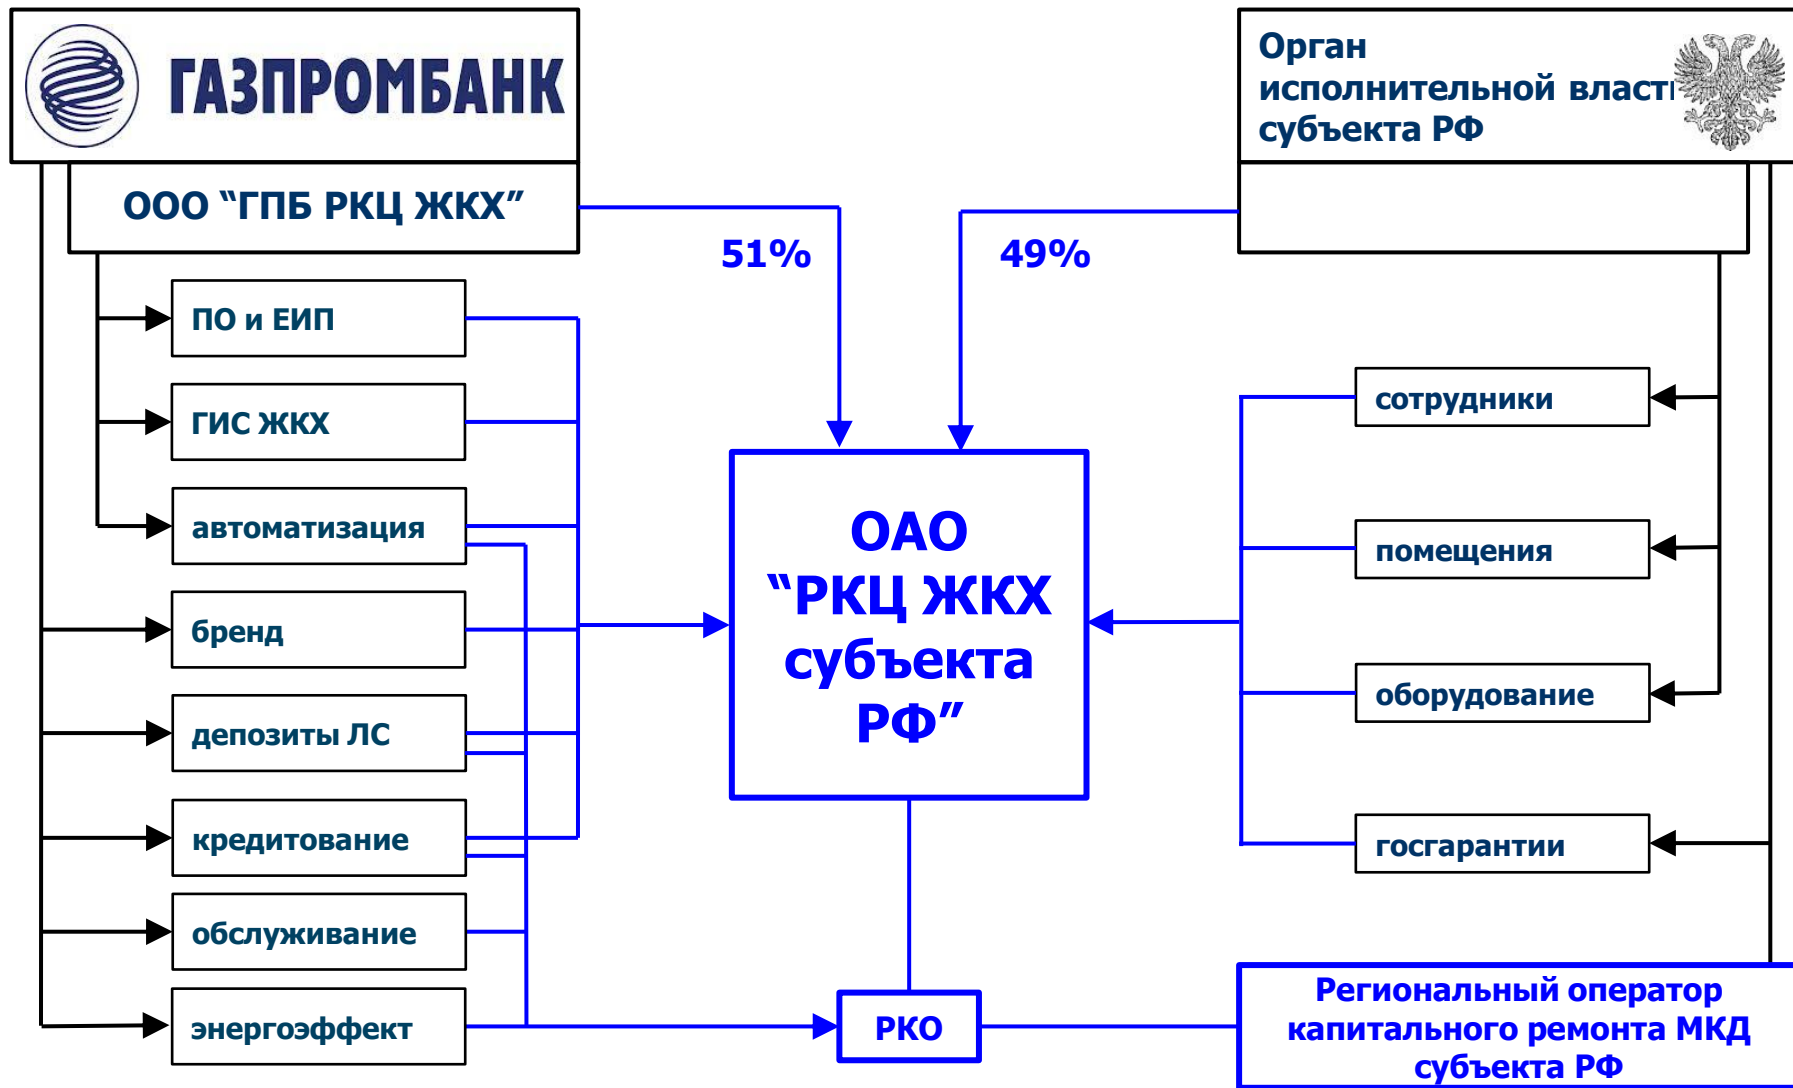 ГАЗПРОМБАНК
ООО “ГПБ РКЦ ЖКХ”
Орган
исполнительной власти
субъекта РФ
51%
49%
ПО и ЕИП
ГИС ЖКХ
автоматизация
бренд
депозиты ЛС
кредитование
обслуживание
энергоэффект
ОАО
“РКЦ ЖКХ
субъекта
РФ”
РКО
сотрудники
помещения
оборудование
госгарантии
Региональный оператор
капитального ремонта МКД
субъекта РФ